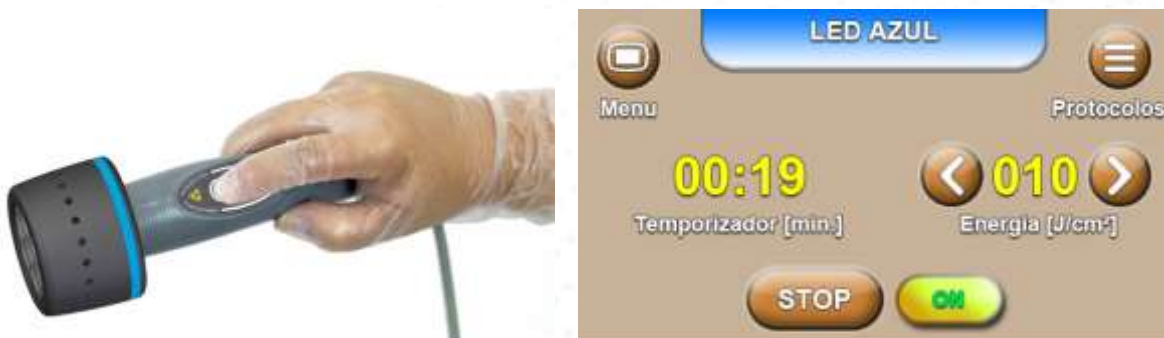 LED AZUL
Menu
Protocolos
00:19
010
Temporizador [min.]
Energia [J/cm²]
STOP
ON